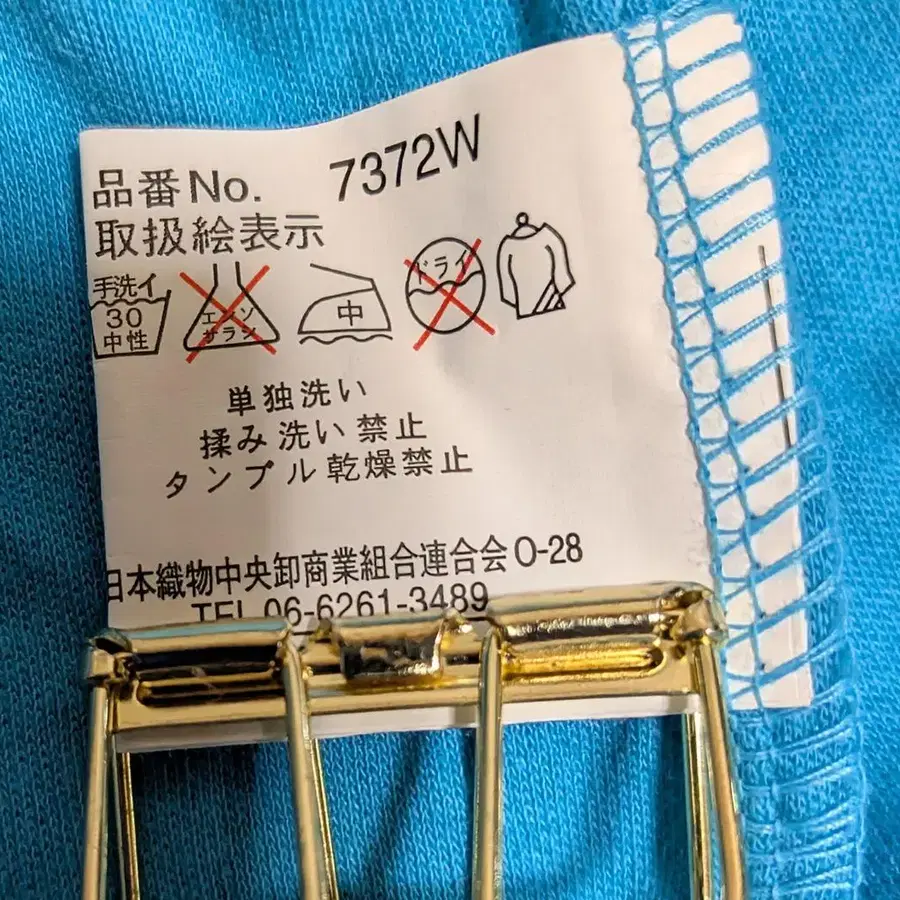 品番No. 7372W
取扱絵表示
手洗イ
30
中性
エンソ
サラシ
中
ドライ
単独洗い
揉み洗い禁止
タンブル乾燥禁止
日本織物中央卸商業組合連合会O-28
TEL 06-6261-3489